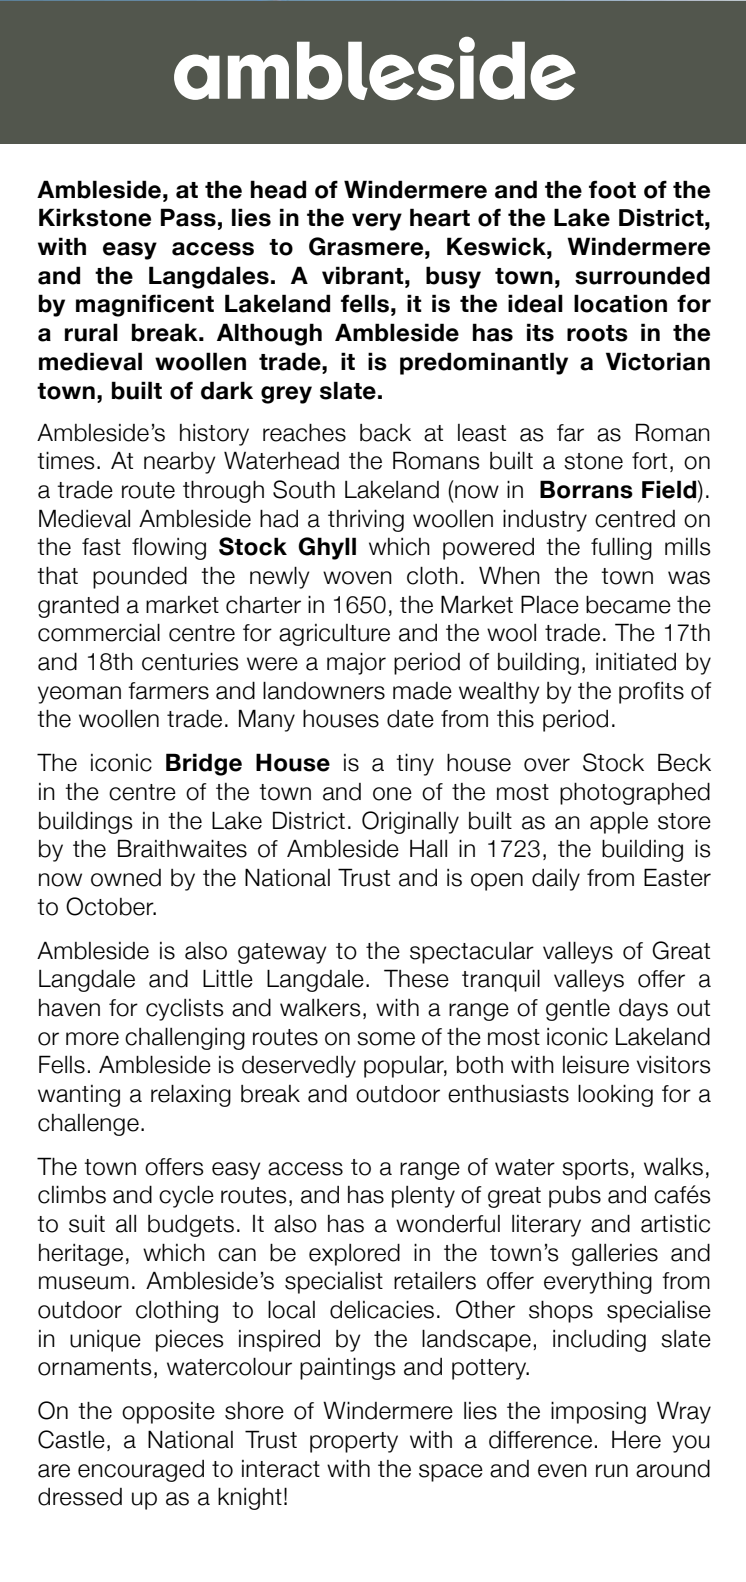 ambleside
Ambleside, at the head of Windermere and the foot of the
Kirkstone Pass, lies in the very heart of the Lake District,
with easy access to Grasmere, Keswick, Windermere
and the Langdales. A vibrant, busy town, surrounded
by magnificent Lakeland fells, it is the ideal location for
a rural break. Although Ambleside has its roots in the
medieval woollen trade, it is predominantly a Victorian
town, built of dark grey slate.
Ambleside’s history reaches back at least as far as Roman
times. At nearby Waterhead the Romans built a stone fort, on
a trade route through South Lakeland (now in Borrans Field).
Medieval Ambleside had a thriving woollen industry centred on
the fast flowing Stock Ghyll which powered the fulling mills
that pounded the newly woven cloth. When the town was
granted a market charter in 1650, the Market Place became the
commercial centre for agriculture and the wool trade. The 17th
and 18th centuries were a major period of building, initiated by
yeoman farmers and landowners made wealthy by the profits of
the woollen trade. Many houses date from this period.
The iconic Bridge House is a tiny house over Stock Beck
in the centre of the town and one of the most photographed
buildings in the Lake District. Originally built as an apple store
by the Braithwaites of Ambleside Hall in 1723, the building is
now owned by the National Trust and is open daily from Easter
to October.
Ambleside is also gateway to the spectacular valleys of Great
Langdale and Little Langdale. These tranquil valleys offer a
haven for cyclists and walkers, with a range of gentle days out
or more challenging routes on some of the most iconic Lakeland
Fells. Ambleside is deservedly popular, both with leisure visitors
wanting a relaxing break and outdoor enthusiasts looking for a
challenge.
The town offers easy access to a range of water sports, walks,
climbs and cycle routes, and has plenty of great pubs and cafés
to suit all budgets. It also has a wonderful literary and artistic
heritage, which can be explored in the town’s galleries and
museum. Ambleside’s specialist retailers offer everything from
outdoor clothing to local delicacies. Other shops specialise
in unique pieces inspired by the landscape, including slate
ornaments, watercolour paintings and pottery.
On the opposite shore of Windermere lies the imposing Wray
Castle, a National Trust property with a difference. Here you
are encouraged to interact with the space and even run around
dressed up as a knight!